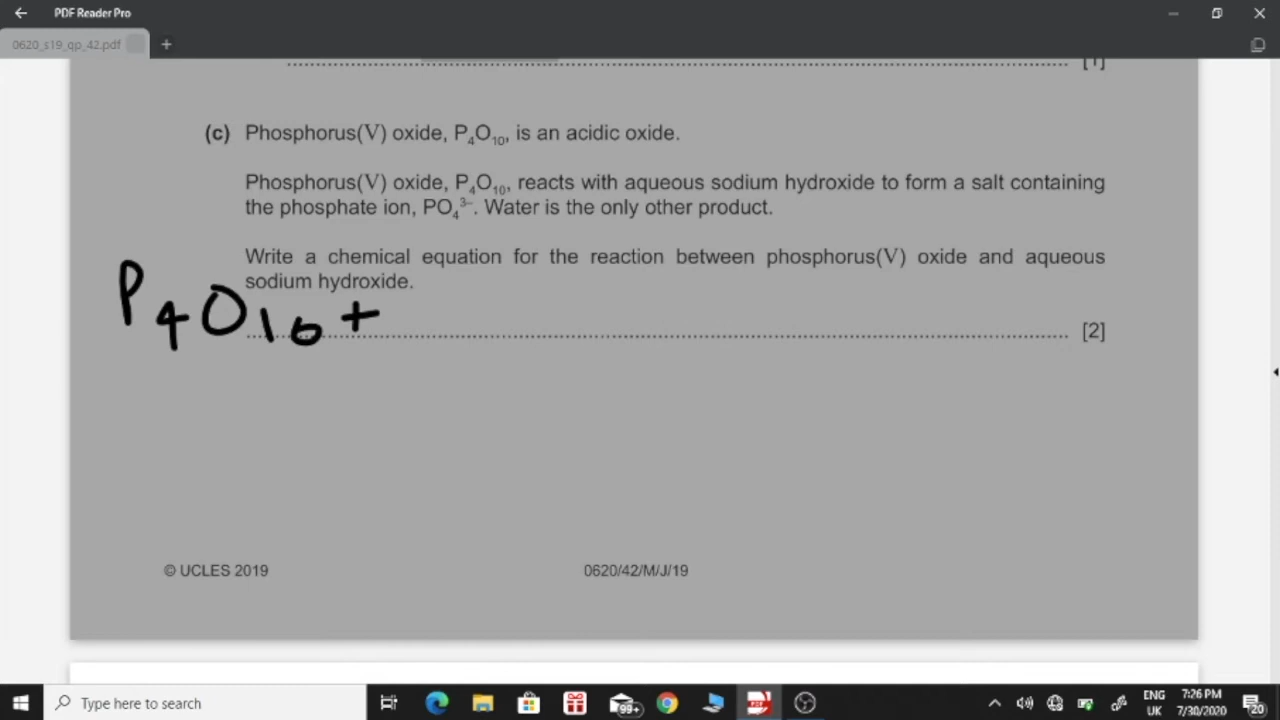 PDF Reader Pro
0620_s19_qp_42.pdf
[1]
(c) Phosphorus(V) oxide, P₄O₁₀, is an acidic oxide.
Phosphorus(V) oxide, P₄O₁₀, reacts with aqueous sodium hydroxide to form a salt containing
the phosphate ion, PO₄³⁻. Water is the only other product.
Write a chemical equation for the reaction between phosphorus(V) oxide and aqueous
sodium hydroxide.
P₄O₁₀ +
[2]
© UCLES 2019 0620/42/M/J/19
Type here to search
99+
PDF
ENG
UK
7:26 PM
7/30/2020
20